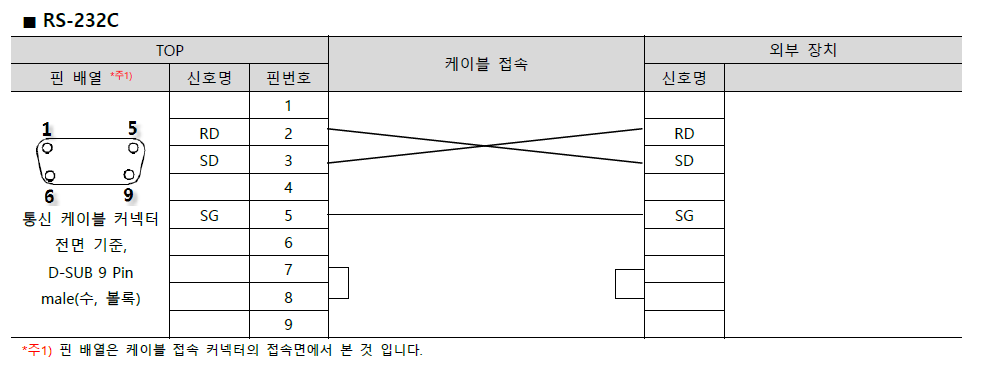 ■ RS-232C
TOP 케이블 접속 외부 장치
핀 배열 *주1) 신호명 핀번호 신호명
1
RD 2 RD
SD 3 SD
4
SG 5 SG
6
7
8
9
1 5
6 9
통신 케이블 커넥터
전면 기준,
D-SUB 9 Pin
male(수, 볼록)
*주1) 핀 배열은 케이블 접속 커넥터의 접속면에서 본 것 입니다.